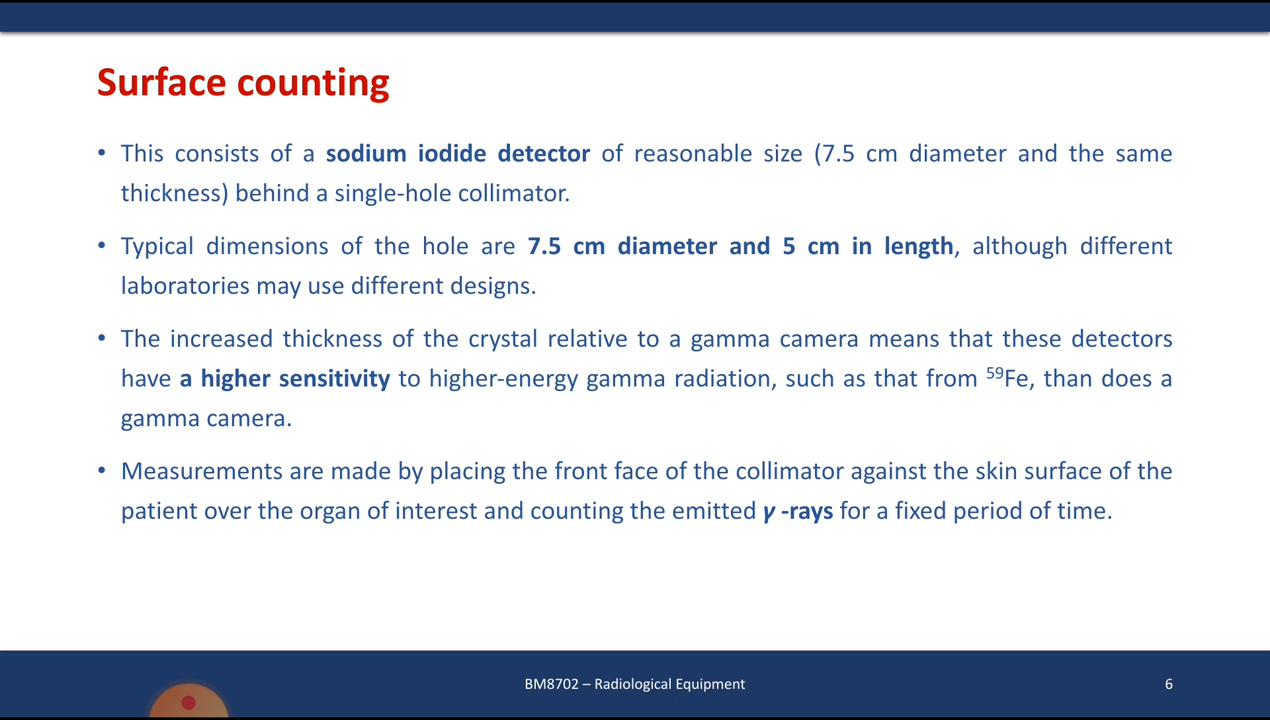 Surface counting
• This consists of a sodium iodide detector of reasonable size (7.5 cm diameter and the same
thickness) behind a single-hole collimator.
• Typical dimensions of the hole are 7.5 cm diameter and 5 cm in length, although different
laboratories may use different designs.
• The increased thickness of the crystal relative to a gamma camera means that these detectors
have a higher sensitivity to higher-energy gamma radiation, such as that from ⁵⁹Fe, than does a
gamma camera.
• Measurements are made by placing the front face of the collimator against the skin surface of the
patient over the organ of interest and counting the emitted γ -rays for a fixed period of time.
BM8702 – Radiological Equipment
6